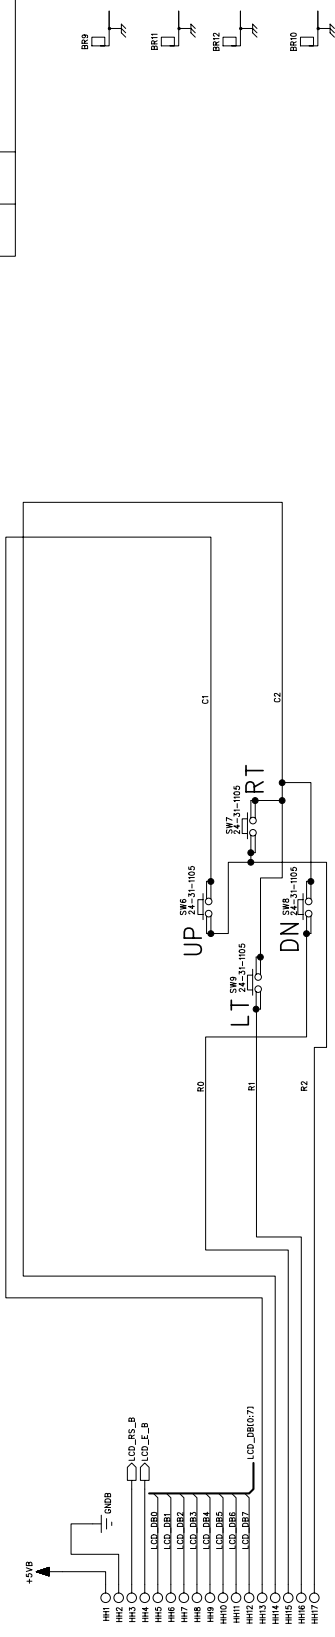 BR9
BR11
BR12
BR10
C1
C2
SW7
24-31-1105
RT
SW6
24-31-1105
UP
SW8
24-31-1105
DN
SW9
24-31-1105
LT
R0
R1
R2
LCD_RS_B
LCD_E_B
LCD_DB[0:7]
GNDB
+5VB
LCD_DB0
LCD_DB1
LCD_DB2
LCD_DB3
LCD_DB4
LCD_DB5
LCD_DB6
LCD_DB7
HH1
HH2
HH3
HH4
HH5
HH6
HH7
HH8
HH9
HH10
HH11
HH12
HH13
HH14
HH15
HH16
HH17